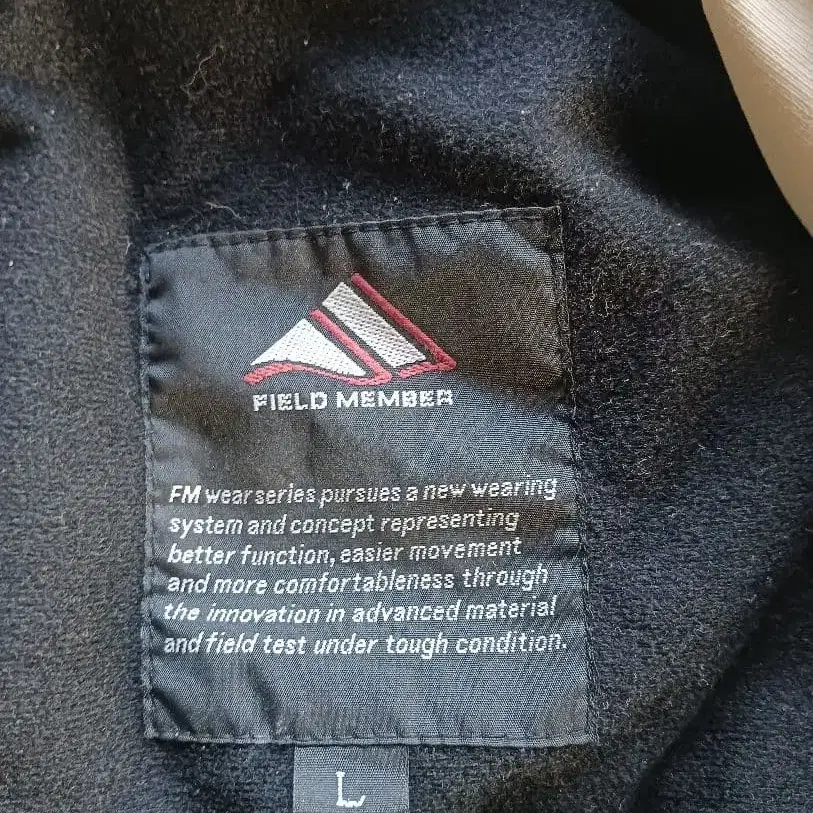 FIELD MEMBER
FM wear series pursues a new wearing
system and concept representing
better function, easier movement
and more comfortableness through
the innovation in advanced material
and field test under tough condition.
L